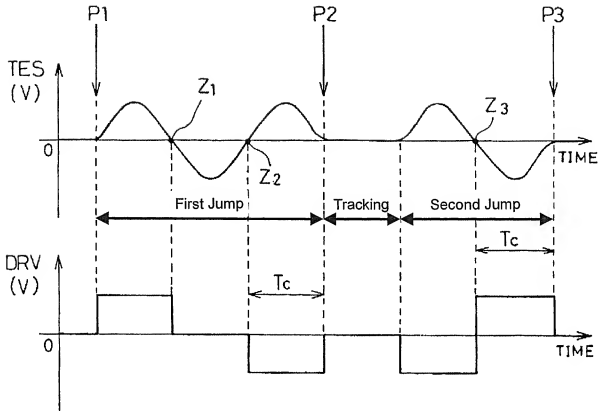 P1 P2 P3
TES
(V)
Z1
Z3
0
TIME
Z2
First Jump Tracking Second Jump
Tc
DRV
(V)
Tc
0
TIME